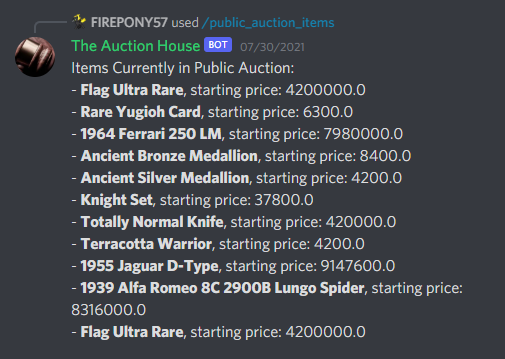 FIREPONY57 used /public_auction_items
The Auction House BOT 07/30/2021
Items Currently in Public Auction:
- Flag Ultra Rare, starting price: 4200000.0
- Rare Yugioh Card, starting price: 6300.0
- 1964 Ferrari 250 LM, starting price: 7980000.0
- Ancient Bronze Medallion, starting price: 8400.0
- Ancient Silver Medallion, starting price: 4200.0
- Knight Set, starting price: 37800.0
- Totally Normal Knife, starting price: 420000.0
- Terracotta Warrior, starting price: 4200.0
- 1955 Jaguar D-Type, starting price: 9147600.0
- 1939 Alfa Romeo 8C 2900B Lungo Spider, starting price:
8316000.0
- Flag Ultra Rare, starting price: 4200000.0